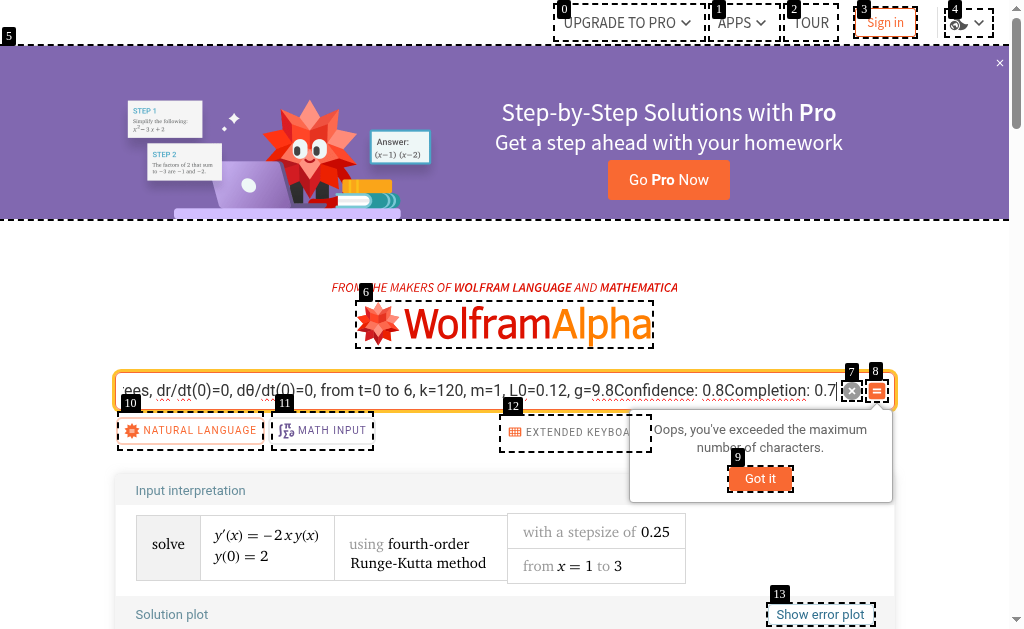 0
UPGRADE TO PRO
1
APPS
2
TOUR
3
Sign in
4
5
×
STEP 1
Simplify the following:
x² − 3 x + 2
STEP 2
The factors of 2 that sum
to −3 are −1 and −2.
Answer:
(x−1) (x−2)
Step-by-Step Solutions with Pro
Get a step ahead with your homework
Go Pro Now
FROM THE MAKERS OF WOLFRAM LANGUAGE AND MATHEMATICA
6
WolframAlpha
ees, dr/dt(0)=0, dθ/dt(0)=0, from t=0 to 6, k=120, m=1, L0=0.12, g=9.8Confidence: 0.8Completion: 0.7
7
8
10
NATURAL LANGUAGE
11
MATH INPUT
12
EXTENDED KEYBOA
Oops, you've exceeded the maximum
number of characters.
9
Got it
Input interpretation
solve
y′(x) = −2 x y(x)
y(0) = 2
using fourth-order
Runge-Kutta method
with a stepsize of 0.25
from x = 1 to 3
13
Solution plot
Show error plot